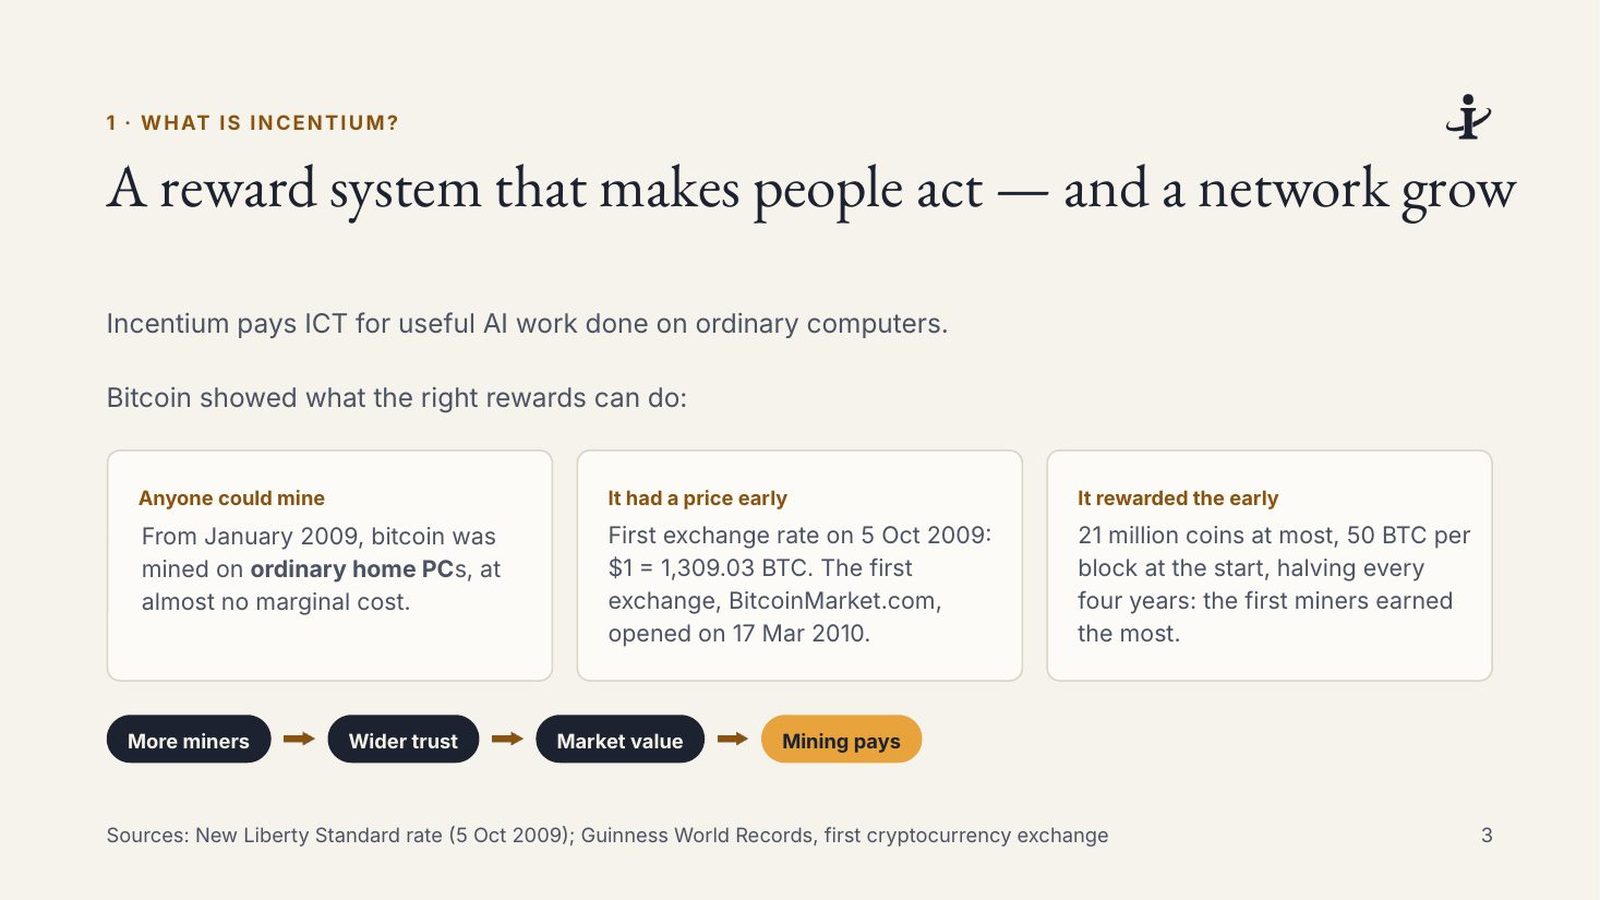 1 · WHAT IS INCENTIUM?
A reward system that makes people act — and a network grow
Incentium pays ICT for useful AI work done on ordinary computers.
Bitcoin showed what the right rewards can do:
Anyone could mine
From January 2009, bitcoin was
mined on ordinary home PCs, at
almost no marginal cost.
It had a price early
First exchange rate on 5 Oct 2009:
$1 = 1,309.03 BTC. The first
exchange, BitcoinMarket.com,
opened on 17 Mar 2010.
It rewarded the early
21 million coins at most, 50 BTC per
block at the start, halving every
four years: the first miners earned
the most.
More miners
Wider trust
Market value
Mining pays
Sources: New Liberty Standard rate (5 Oct 2009); Guinness World Records, first cryptocurrency exchange
3